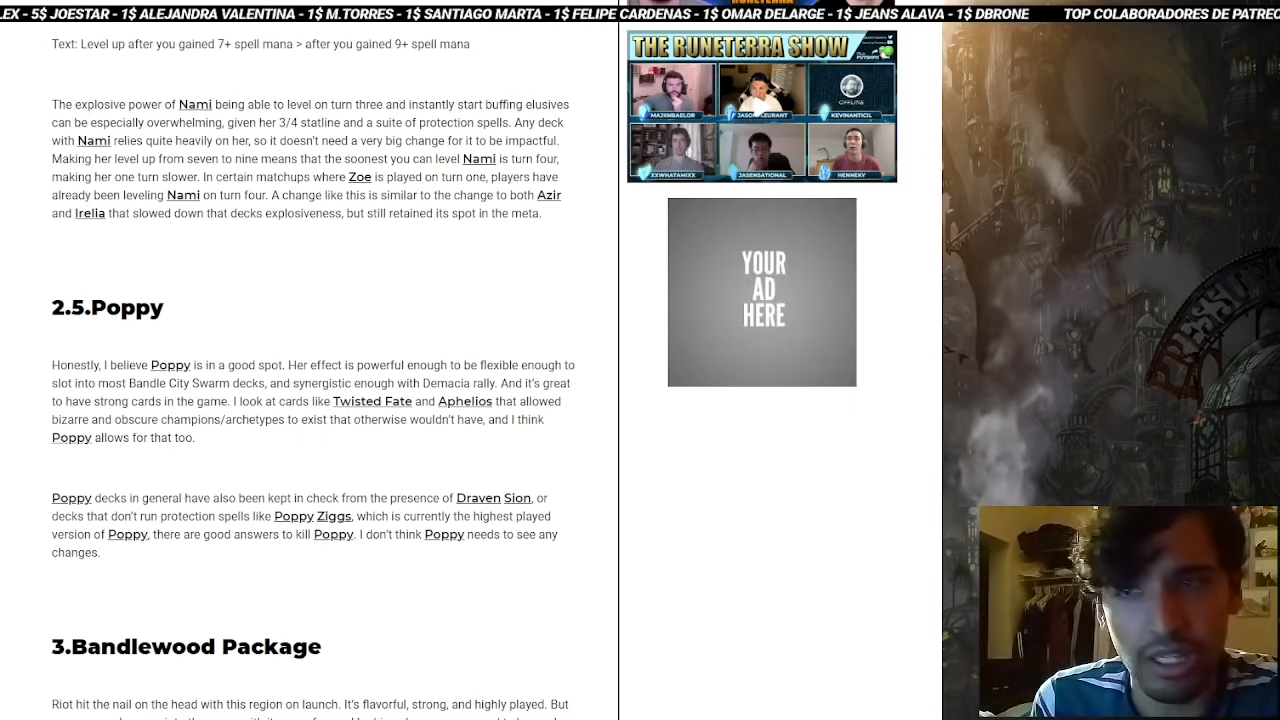 LEX - 5$ JOESTAR - 1$ ALEJANDRA VALENTINA - 1$ M.TORRES - 1$ SANTIAGO MARTA - 1$ FELIPE CARDENAS - 1$ OMAR DELARGE - 1$ JEANS ALAVA - 1$ DBRONE TOP COLABORADORES DE PATREO
Text: Level up after you gained 7+ spell mana > after you gained 9+ spell mana
The explosive power of Nami being able to level on turn three and instantly start buffing elusives
can be especially overwhelming, given her 3/4 statline and a suite of protection spells. Any deck
with Nami relies quite heavily on her, so it doesn't need a very big change for it to be impactful.
Making her level up from seven to nine means that the soonest you can level Nami is turn four,
making her one turn slower. In certain matchups where Zoe is played on turn one, players have
already been leveling Nami on turn four. A change like this is similar to the change to both Azir
and Irelia that slowed down that decks explosiveness, but still retained its spot in the meta.
2.5.Poppy
Honestly, I believe Poppy is in a good spot. Her effect is powerful enough to be flexible enough to
slot into most Bandle City Swarm decks, and synergistic enough with Demacia rally. And it's great
to have strong cards in the game. I look at cards like Twisted Fate and Aphelios that allowed
bizarre and obscure champions/archetypes to exist that otherwise wouldn't have, and I think
Poppy allows for that too.
Poppy decks in general have also been kept in check from the presence of Draven Sion, or
decks that don't run protection spells like Poppy Ziggs, which is currently the highest played
version of Poppy, there are good answers to kill Poppy. I don't think Poppy needs to see any
changes.
3.Bandlewood Package
Riot hit the nail on the head with this region on launch. It's flavorful, strong, and highly played. But
THE RUNETERRA SHOW
MAJIINBAELOR
JASON FLEURANT
OFFLINE
KEVINANTICIL
XXWHATAMIXX
JASENSATIONAL
HENNEKY
YOUR
AD
HERE